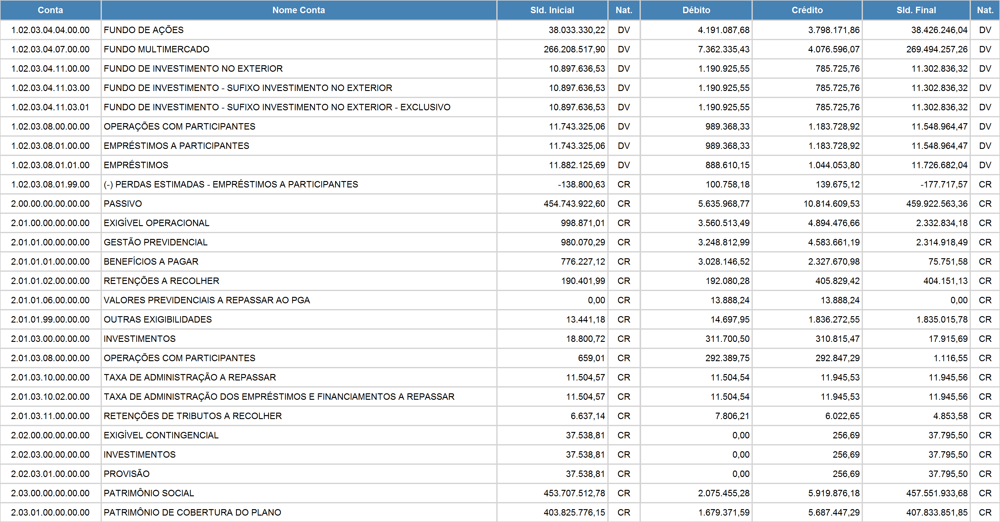 Conta Nome Conta Sld. Inicial Nat. Débito Crédito Sld. Final Nat.
1.02.03.04.04.00.00 FUNDO DE AÇÕES 38.033.330,22 DV 4.191.087,68 3.798.171,86 38.426.246,04 DV
1.02.03.04.07.00.00 FUNDO MULTIMERCADO 266.208.517,90 DV 7.362.335,43 4.076.596,07 269.494.257,26 DV
1.02.03.04.11.00.00 FUNDO DE INVESTIMENTO NO EXTERIOR 10.897.636,53 DV 1.190.925,55 785.725,76 11.302.836,32 DV
1.02.03.04.11.03.00 FUNDO DE INVESTIMENTO - SUFIXO INVESTIMENTO NO EXTERIOR 10.897.636,53 DV 1.190.925,55 785.725,76 11.302.836,32 DV
1.02.03.04.11.03.01 FUNDO DE INVESTIMENTO - SUFIXO INVESTIMENTO NO EXTERIOR - EXCLUSIVO 10.897.636,53 DV 1.190.925,55 785.725,76 11.302.836,32 DV
1.02.03.08.00.00.00 OPERAÇÕES COM PARTICIPANTES 11.743.325,06 DV 989.368,33 1.183.728,92 11.548.964,47 DV
1.02.03.08.01.00.00 EMPRÉSTIMOS A PARTICIPANTES 11.743.325,06 DV 989.368,33 1.183.728,92 11.548.964,47 DV
1.02.03.08.01.01.00 EMPRÉSTIMOS 11.882.125,69 DV 888.610,15 1.044.053,80 11.726.682,04 DV
1.02.03.08.01.99.00 (-) PERDAS ESTIMADAS - EMPRÉSTIMOS A PARTICIPANTES -138.800,63 CR 100.758,18 139.675,12 -177.717,57 CR
2.00.00.00.00.00.00 PASSIVO 454.743.922,60 CR 5.635.968,77 10.814.609,53 459.922.563,36 CR
2.01.00.00.00.00.00 EXIGÍVEL OPERACIONAL 998.871,01 CR 3.560.513,49 4.894.476,66 2.332.834,18 CR
2.01.01.00.00.00.00 GESTÃO PREVIDENCIAL 980.070,29 CR 3.248.812,99 4.583.661,19 2.314.918,49 CR
2.01.01.01.00.00.00 BENEFÍCIOS A PAGAR 776.227,12 CR 3.028.146,52 2.327.670,98 75.751,58 CR
2.01.01.02.00.00.00 RETENÇÕES A RECOLHER 190.401,99 CR 192.080,28 405.829,42 404.151,13 CR
2.01.01.06.00.00.00 VALORES PREVIDENCIAIS A REPASSAR AO PGA 0,00 CR 13.888,24 13.888,24 0,00 CR
2.01.01.99.00.00.00 OUTRAS EXIGIBILIDADES 13.441,18 CR 14.697,95 1.836.272,55 1.835.015,78 CR
2.01.03.00.00.00.00 INVESTIMENTOS 18.800,72 CR 311.700,50 310.815,47 17.915,69 CR
2.01.03.08.00.00.00 OPERAÇÕES COM PARTICIPANTES 659,01 CR 292.389,75 292.847,29 1.116,55 CR
2.01.03.10.00.00.00 TAXA DE ADMINISTRAÇÃO A REPASSAR 11.504,57 CR 11.504,54 11.945,53 11.945,56 CR
2.01.03.10.02.00.00 TAXA DE ADMINISTRAÇÃO DOS EMPRÉSTIMOS E FINANCIAMENTOS A REPASSAR 11.504,57 CR 11.504,54 11.945,53 11.945,56 CR
2.01.03.11.00.00.00 RETENÇÕES DE TRIBUTOS A RECOLHER 6.637,14 CR 7.806,21 6.022,65 4.853,58 CR
2.02.00.00.00.00.00 EXIGÍVEL CONTINGENCIAL 37.538,81 CR 0,00 256,69 37.795,50 CR
2.02.03.00.00.00.00 INVESTIMENTOS 37.538,81 CR 0,00 256,69 37.795,50 CR
2.02.03.01.00.00.00 PROVISÃO 37.538,81 CR 0,00 256,69 37.795,50 CR
2.03.00.00.00.00.00 PATRIMÔNIO SOCIAL 453.707.512,78 CR 2.075.455,28 5.919.876,18 457.551.933,68 CR
2.03.01.00.00.00.00 PATRIMÔNIO DE COBERTURA DO PLANO 403.825.776,15 CR 1.679.371,59 5.687.447,29 407.833.851,85 CR